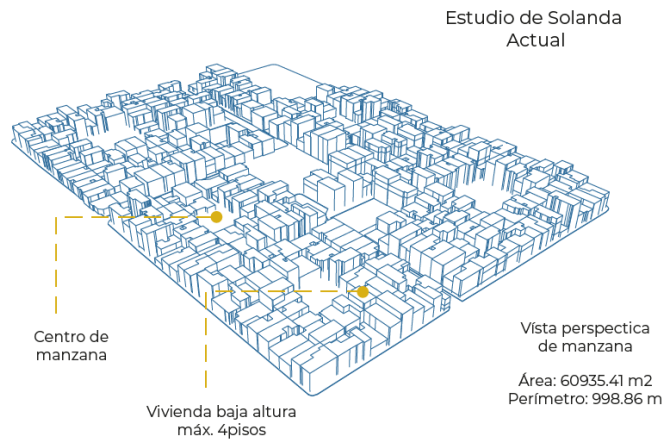 Estudio de Solanda
Actual
Centro de
manzana
Vivienda baja altura
máx. 4pisos
Vísta perspectica
de manzana
Área: 60935.41 m2
Perímetro: 998.86 m